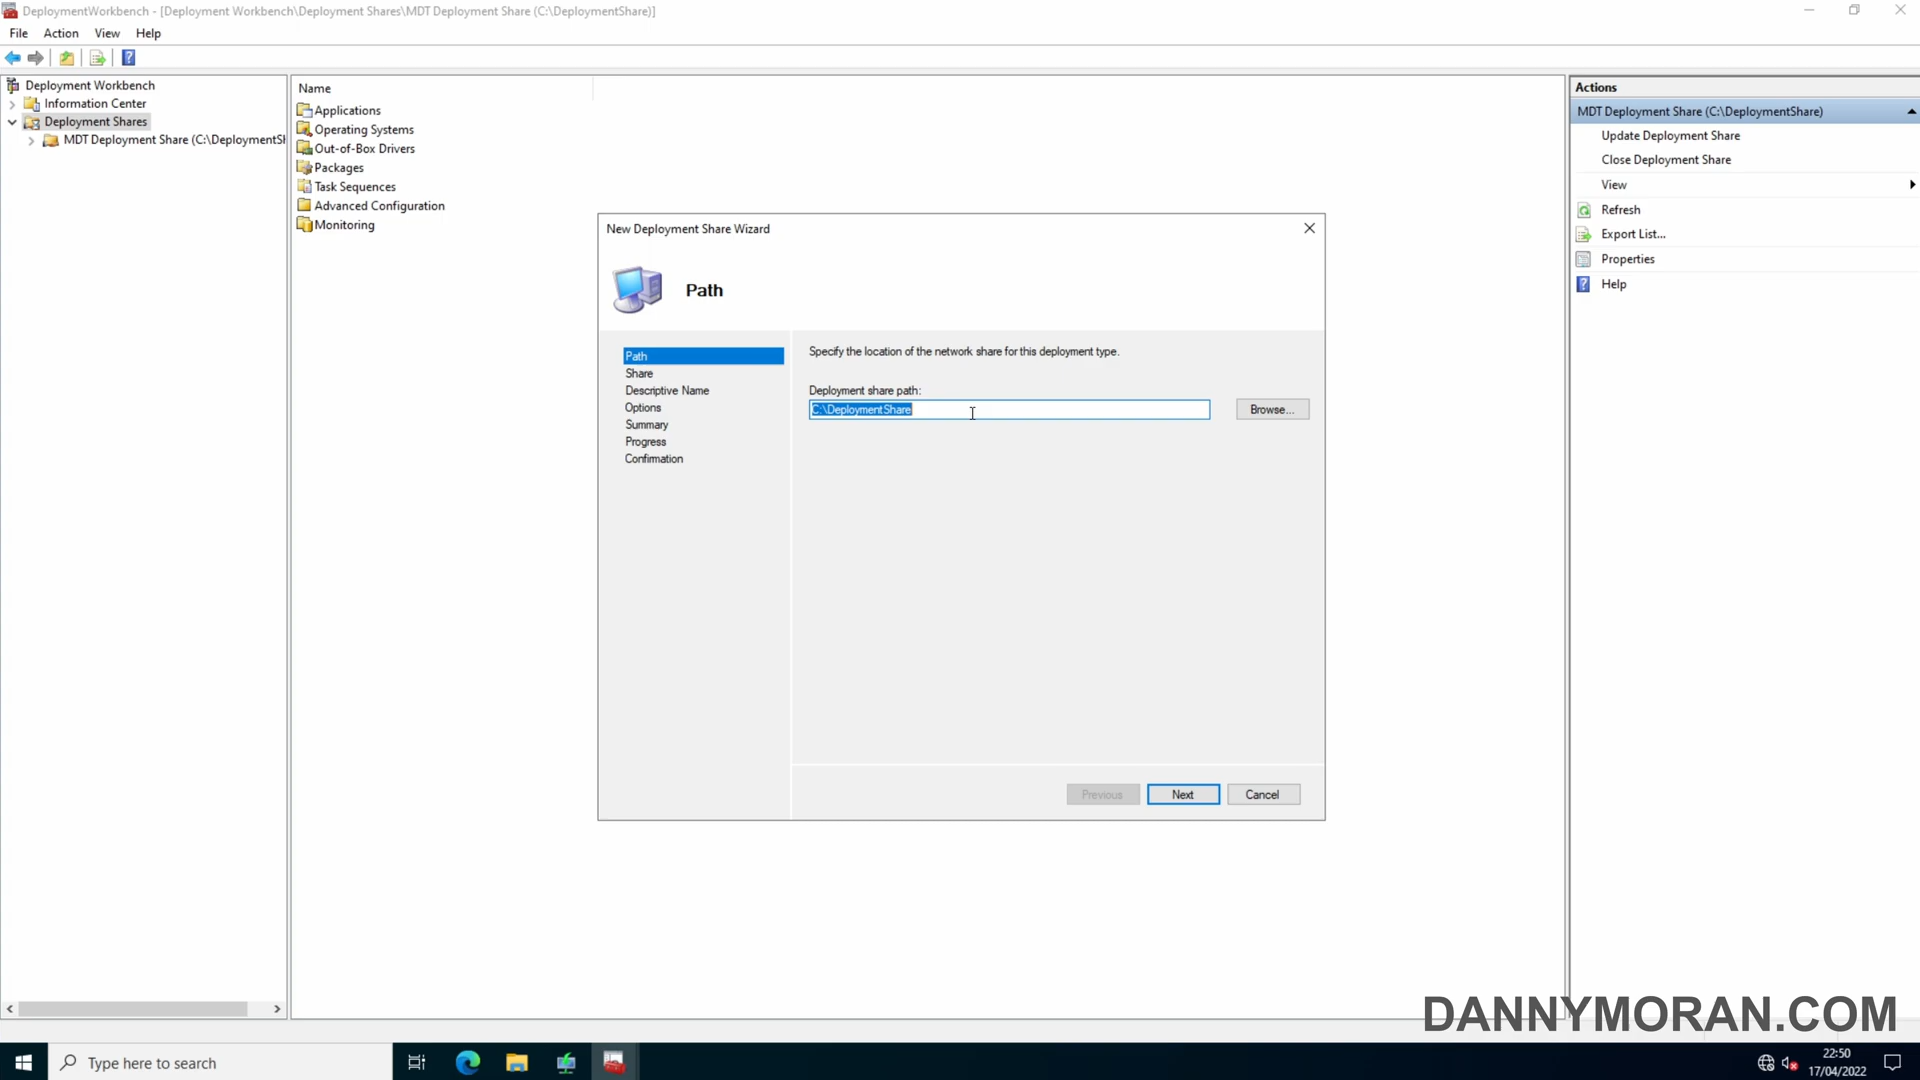 DeploymentWorkbench - [Deployment Workbench\Deployment Shares\MDT Deployment Share (C:\DeploymentShare)]
File Action View Help
Deployment Workbench
Information Center
Deployment Shares
MDT Deployment Share (C:\DeploymentSh
Name
Applications
Operating Systems
Out-of-Box Drivers
Packages
Task Sequences
Advanced Configuration
Monitoring
New Deployment Share Wizard
Path
Path
Share
Descriptive Name
Options
Summary
Progress
Confirmation
Specify the location of the network share for this deployment type.
Deployment share path:
C:\DeploymentShare
Browse...
Previous
Next
Cancel
Actions
MDT Deployment Share (C:\DeploymentShare)
Update Deployment Share
Close Deployment Share
View
Refresh
Export List...
Properties
Help
DANNYMORAN.COM
Type here to search
22:50
17/04/2022